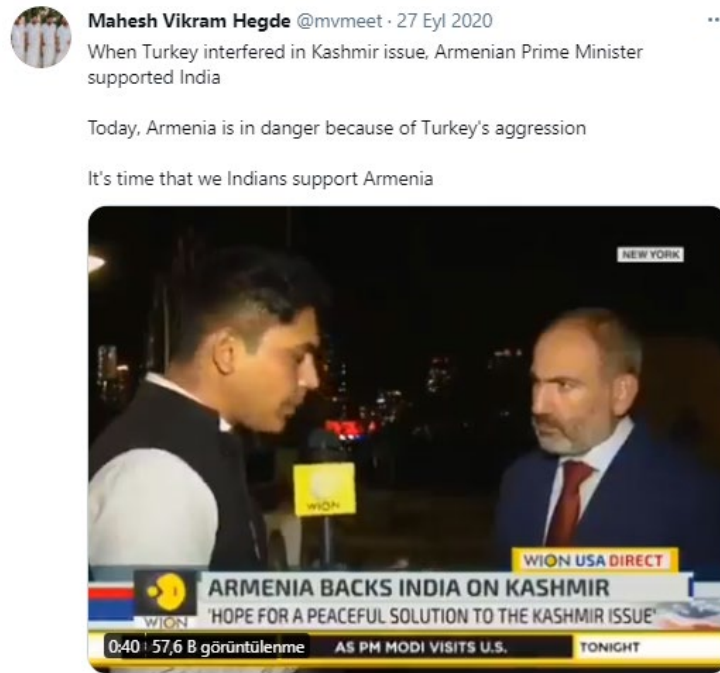 Mahesh Vikram Hegde @mvmeet · 27 Eyl 2020
When Turkey interfered in Kashmir issue, Armenian Prime Minister
supported India
Today, Armenia is in danger because of Turkey's aggression
It's time that we Indians support Armenia
NEW YORK
WION
WION USA DIRECT
ARMENIA BACKS INDIA ON KASHMIR
'HOPE FOR A PEACEFUL SOLUTION TO THE KASHMIR ISSUE'
WION
0:40 57,6 B görüntülenme
AS PM MODI VISITS U.S.
TONIGHT